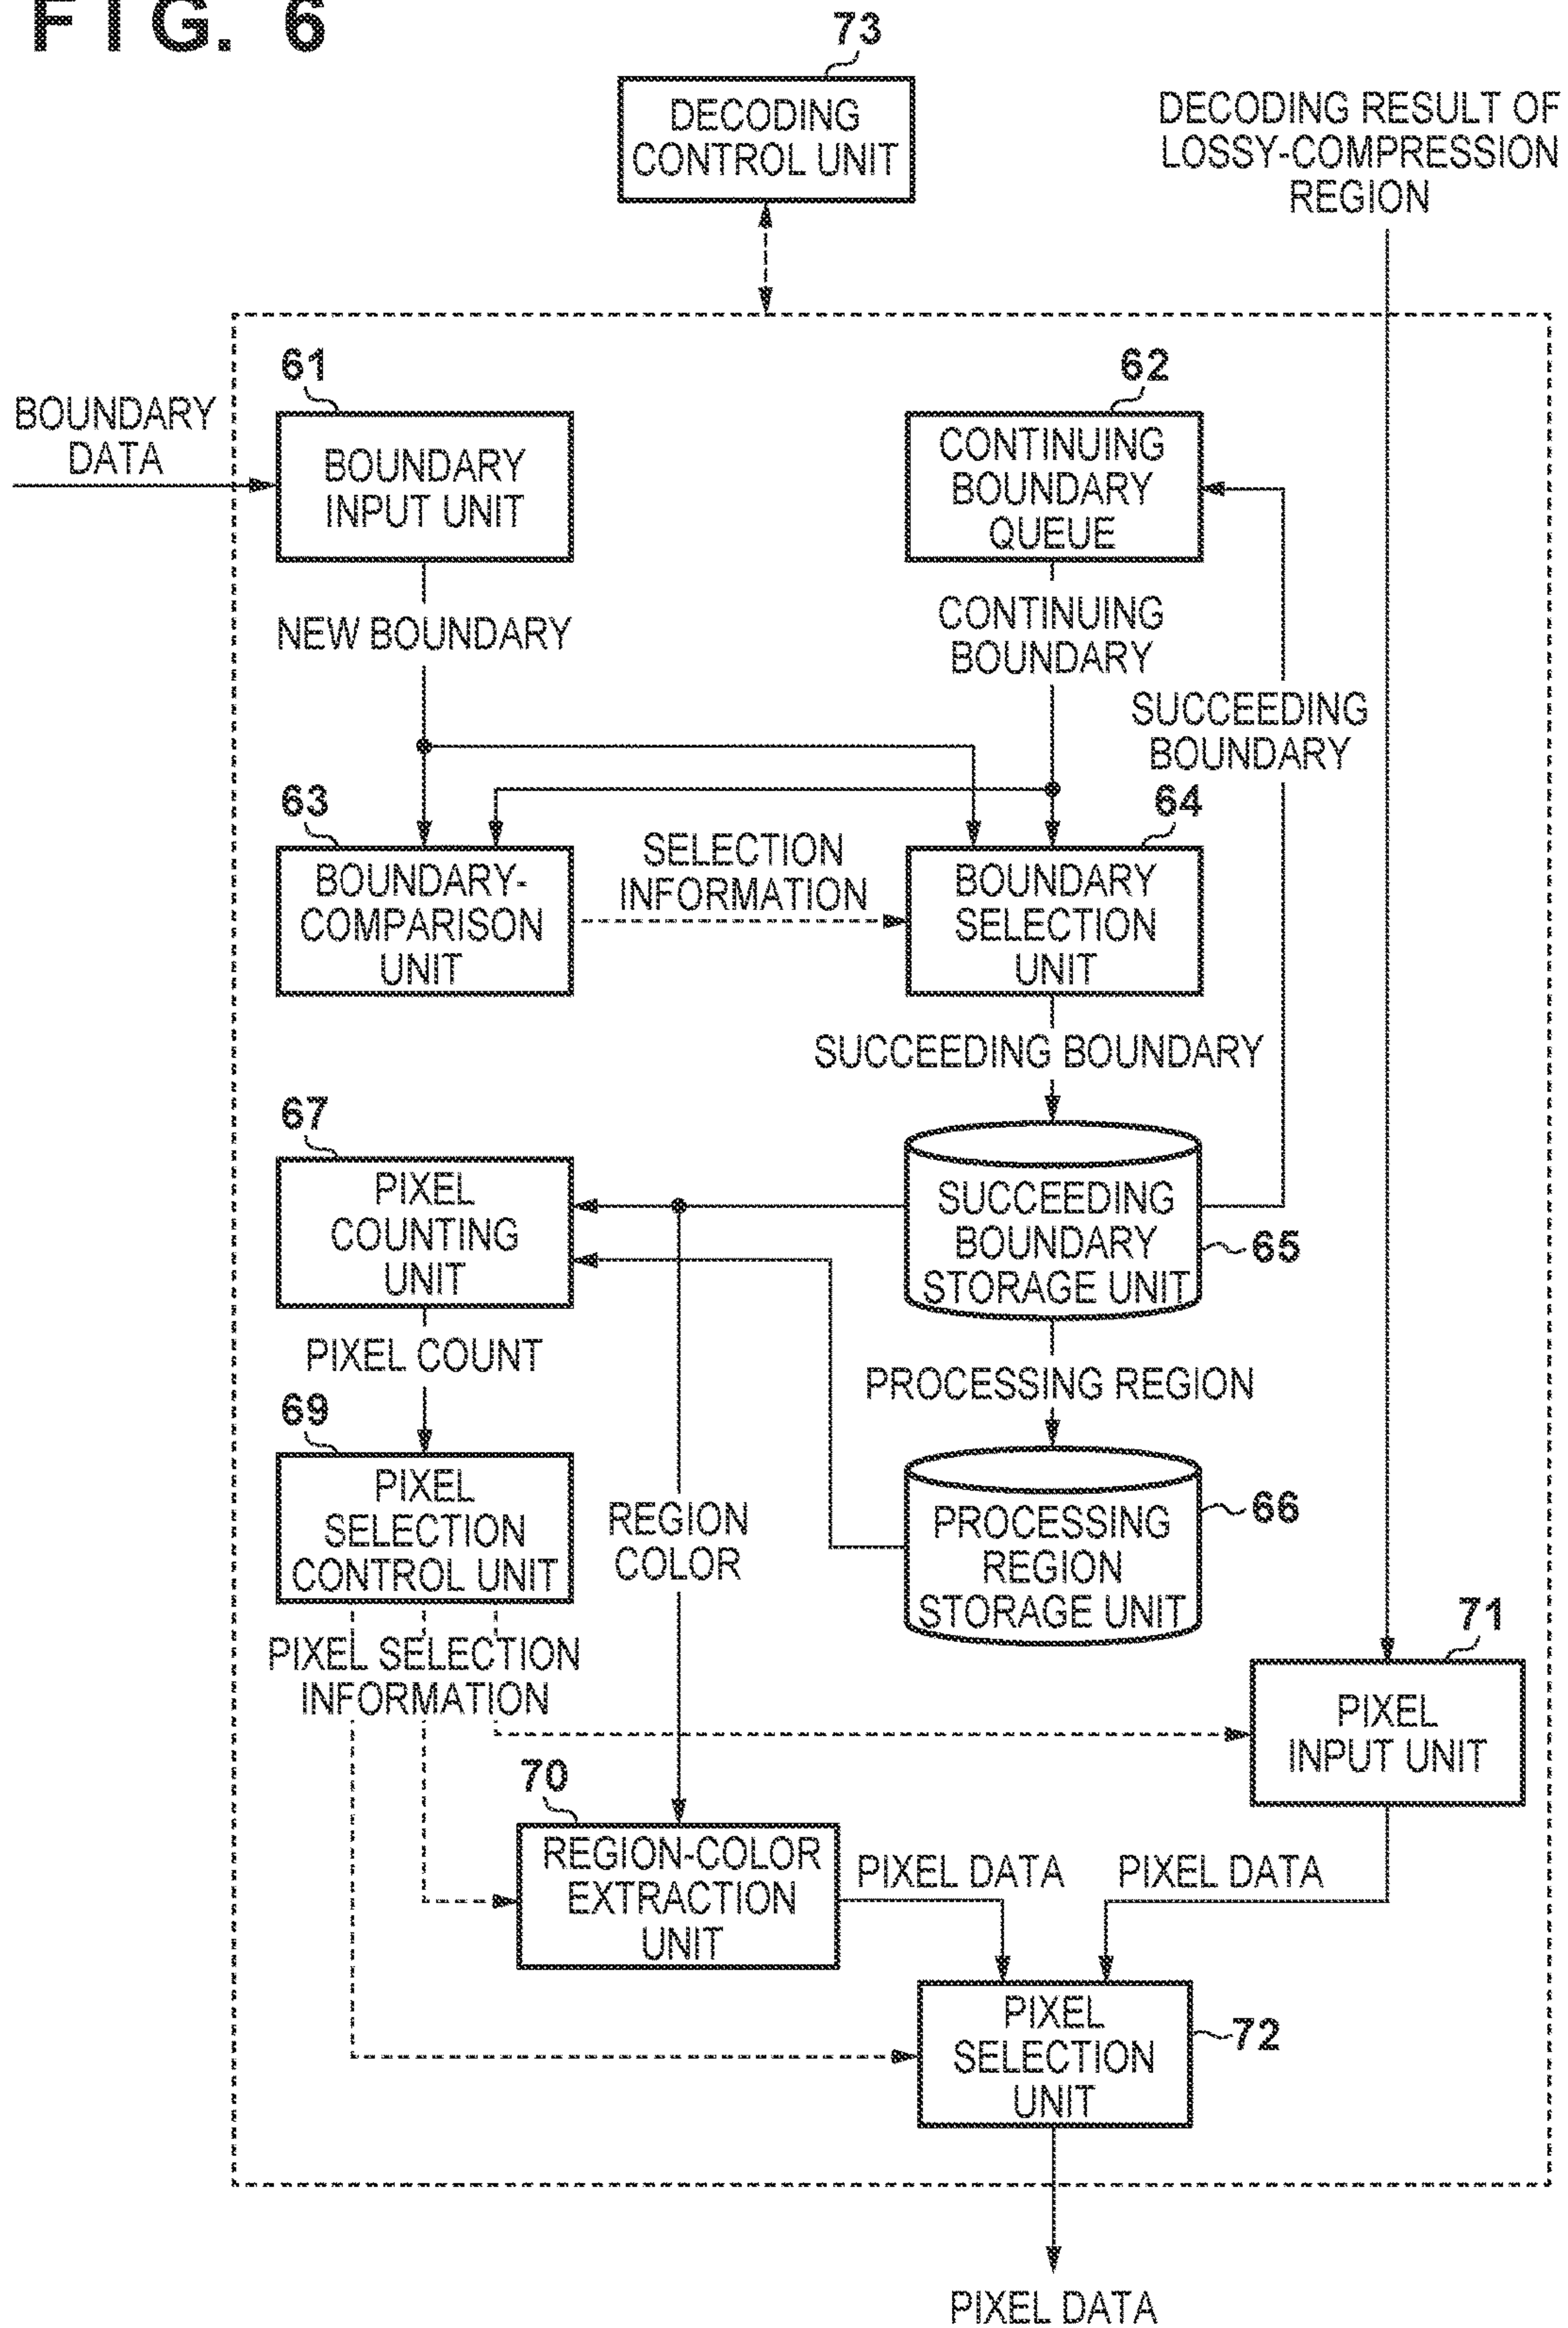 FIG. 6
73
DECODING
CONTROL UNIT
DECODING RESULT OF
LOSSY-COMPRESSION
REGION
BOUNDARY
DATA
61
BOUNDARY
INPUT UNIT
62
CONTINUING
BOUNDARY
QUEUE
NEW BOUNDARY
CONTINUING
BOUNDARY
SUCCEEDING
BOUNDARY
63
BOUNDARY-
COMPARISON
UNIT
SELECTION
INFORMATION
64
BOUNDARY
SELECTION
UNIT
SUCCEEDING BOUNDARY
67
PIXEL
COUNTING
UNIT
SUCCEEDING
BOUNDARY
STORAGE UNIT
65
PIXEL COUNT
PROCESSING REGION
69
PIXEL
SELECTION
CONTROL UNIT
REGION
COLOR
PROCESSING
REGION
STORAGE UNIT
66
PIXEL SELECTION
INFORMATION
71
PIXEL
INPUT UNIT
70
REGION-COLOR
EXTRACTION
UNIT
PIXEL DATA
PIXEL DATA
PIXEL
SELECTION
UNIT
72
PIXEL DATA